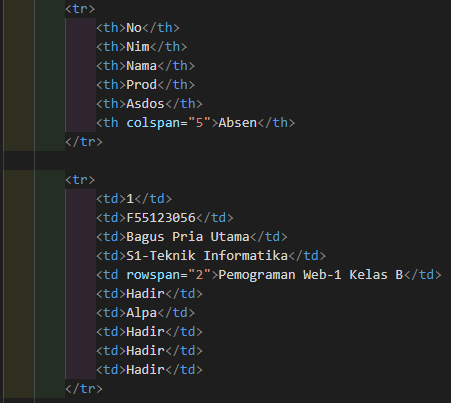 <tr>
<th>No</th>
<th>Nim</th>
<th>Nama</th>
<th>Prod</th>
<th>Asdos</th>
<th colspan="5">Absen</th>
</tr>
<tr>
<td>1</td>
<td>F55123056</td>
<td>Bagus Pria Utama</td>
<td>S1-Teknik Informatika</td>
<td rowspan="2">Pemograman Web-1 Kelas B</td>
<td>Hadir</td>
<td>Alpa</td>
<td>Hadir</td>
<td>Hadir</td>
<td>Hadir</td>
</tr>